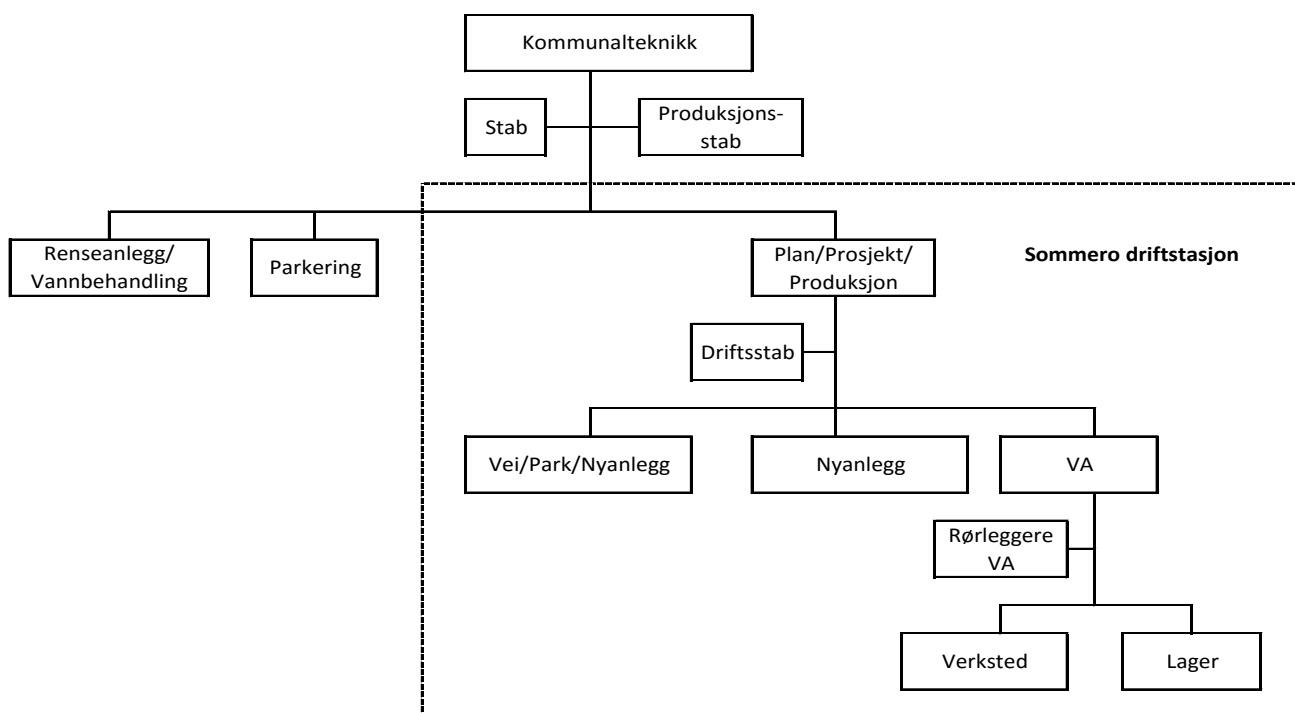 Kommunalteknikk
Stab
Produksjons-
stab
Renseanlegg/
Vannbehandling
Parkering
Plan/Prosjekt/
Produksjon
Sommero driftstasjon
Driftsstab
Vei/Park/Nyanlegg
Nyanlegg
VA
Rørleggere
VA
Verksted
Lager